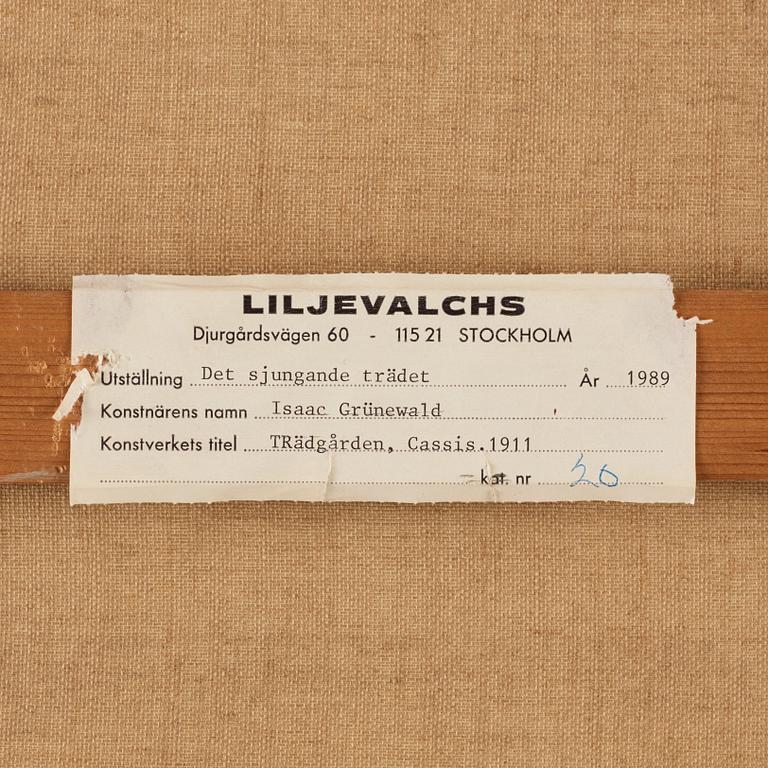 LILJEVALCHS
Djurgårdsvägen 60 - 115 21 STOCKHOLM
Utställning Det sjungande trädet År 1989
Konstnärens namn Isaac Grünewald
Konstverkets titel TRädgården, Cassis.1911
kat. nr 20